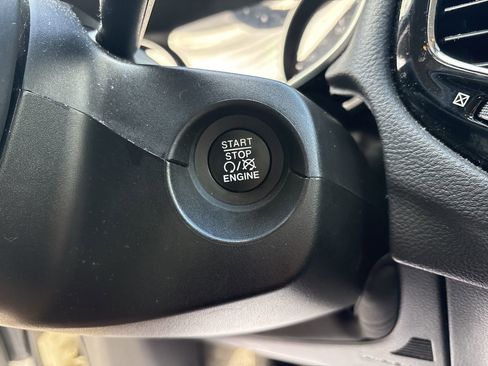 START
STOP
/
ENGINE